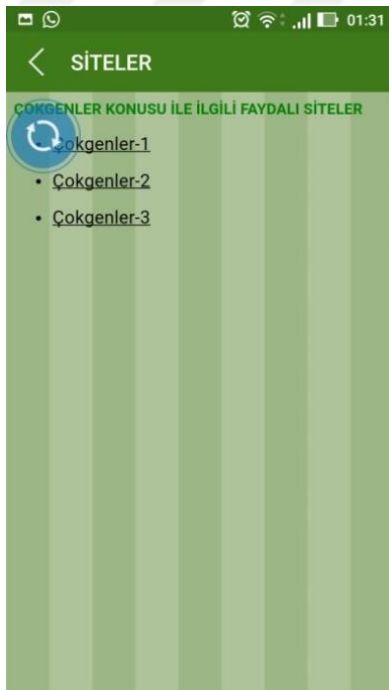 01:31
SİTELER
ÇOKGENLER KONUSU İLE İLGİLİ FAYDALI SİTELER
Çokgenler-1
Çokgenler-2
Çokgenler-3